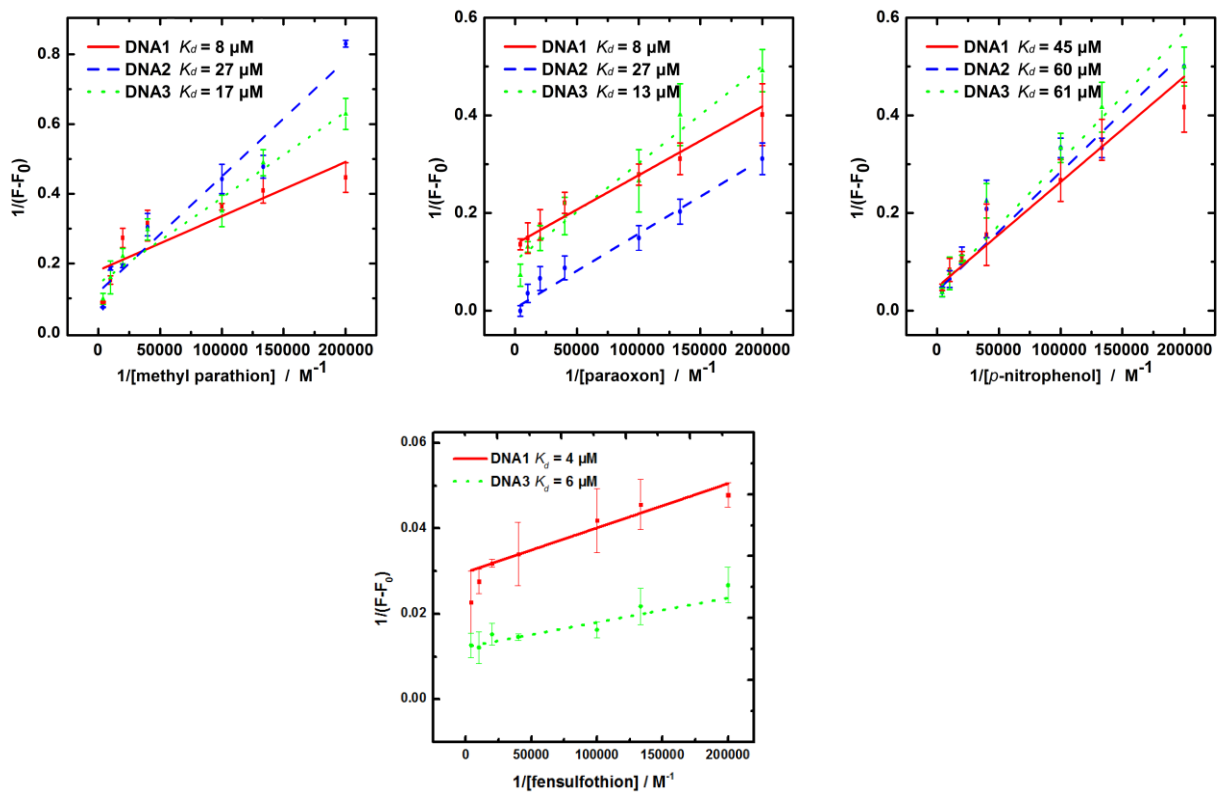 DNA1 Kd = 8 µM
DNA2 Kd = 27 µM
DNA3 Kd = 17 µM
1/(F-F0)
0.8
0.6
0.4
0.2
0.0
0 50000 100000 150000 200000
1/[methyl parathion] / M-1
DNA1 Kd = 8 µM
DNA2 Kd = 27 µM
DNA3 Kd = 13 µM
1/(F-F0)
0.6
0.4
0.2
0.0
0 50000 100000 150000 200000
1/[paraoxon] / M-1
DNA1 Kd = 45 µM
DNA2 Kd = 60 µM
DNA3 Kd = 61 µM
1/(F-F0)
0.6
0.4
0.2
0.0
0 50000 100000 150000 200000
1/[p-nitrophenol] / M-1
DNA1 Kd = 4 µM
DNA3 Kd = 6 µM
1/(F-F0)
0.06
0.04
0.02
0.00
0 50000 100000 150000 200000
1/[fensulfothion] / M-1